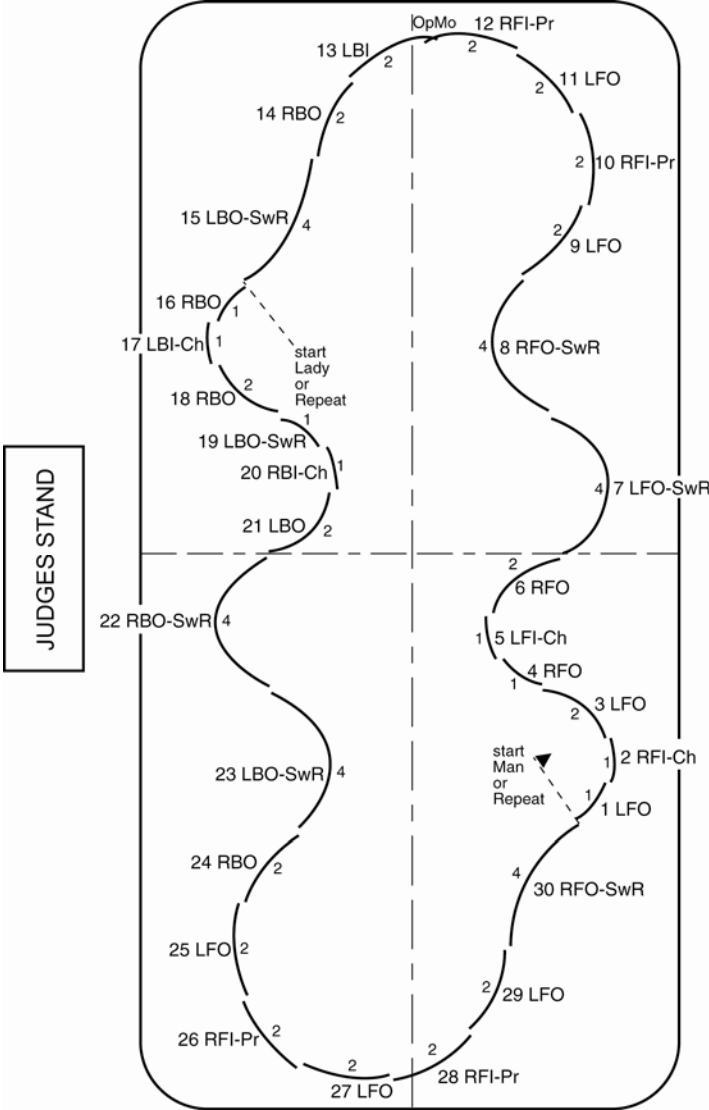 OpMo
12 RFI-Pr
2
13 LBI
2
11 LFO
2
14 RBO
2
10 RFI-Pr
2
15 LBO-SwR
4
9 LFO
2
16 RBO
1
17 LBI-Ch
1
start
Lady
or
Repeat
8 RFO-SwR
4
18 RBO
2
19 LBO-SwR
1
20 RBI-Ch
1
7 LFO-SwR
4
21 LBO
2
JUDGES STAND
6 RFO
2
22 RBO-SwR
4
5 LFI-Ch
1
4 RFO
1
3 LFO
2
start
Man
or
Repeat
2 RFI-Ch
1
23 LBO-SwR
4
1 LFO
1
24 RBO
2
30 RFO-SwR
4
25 LFO
2
29 LFO
2
26 RFI-Pr
2
27 LFO
2
28 RFI-Pr
2